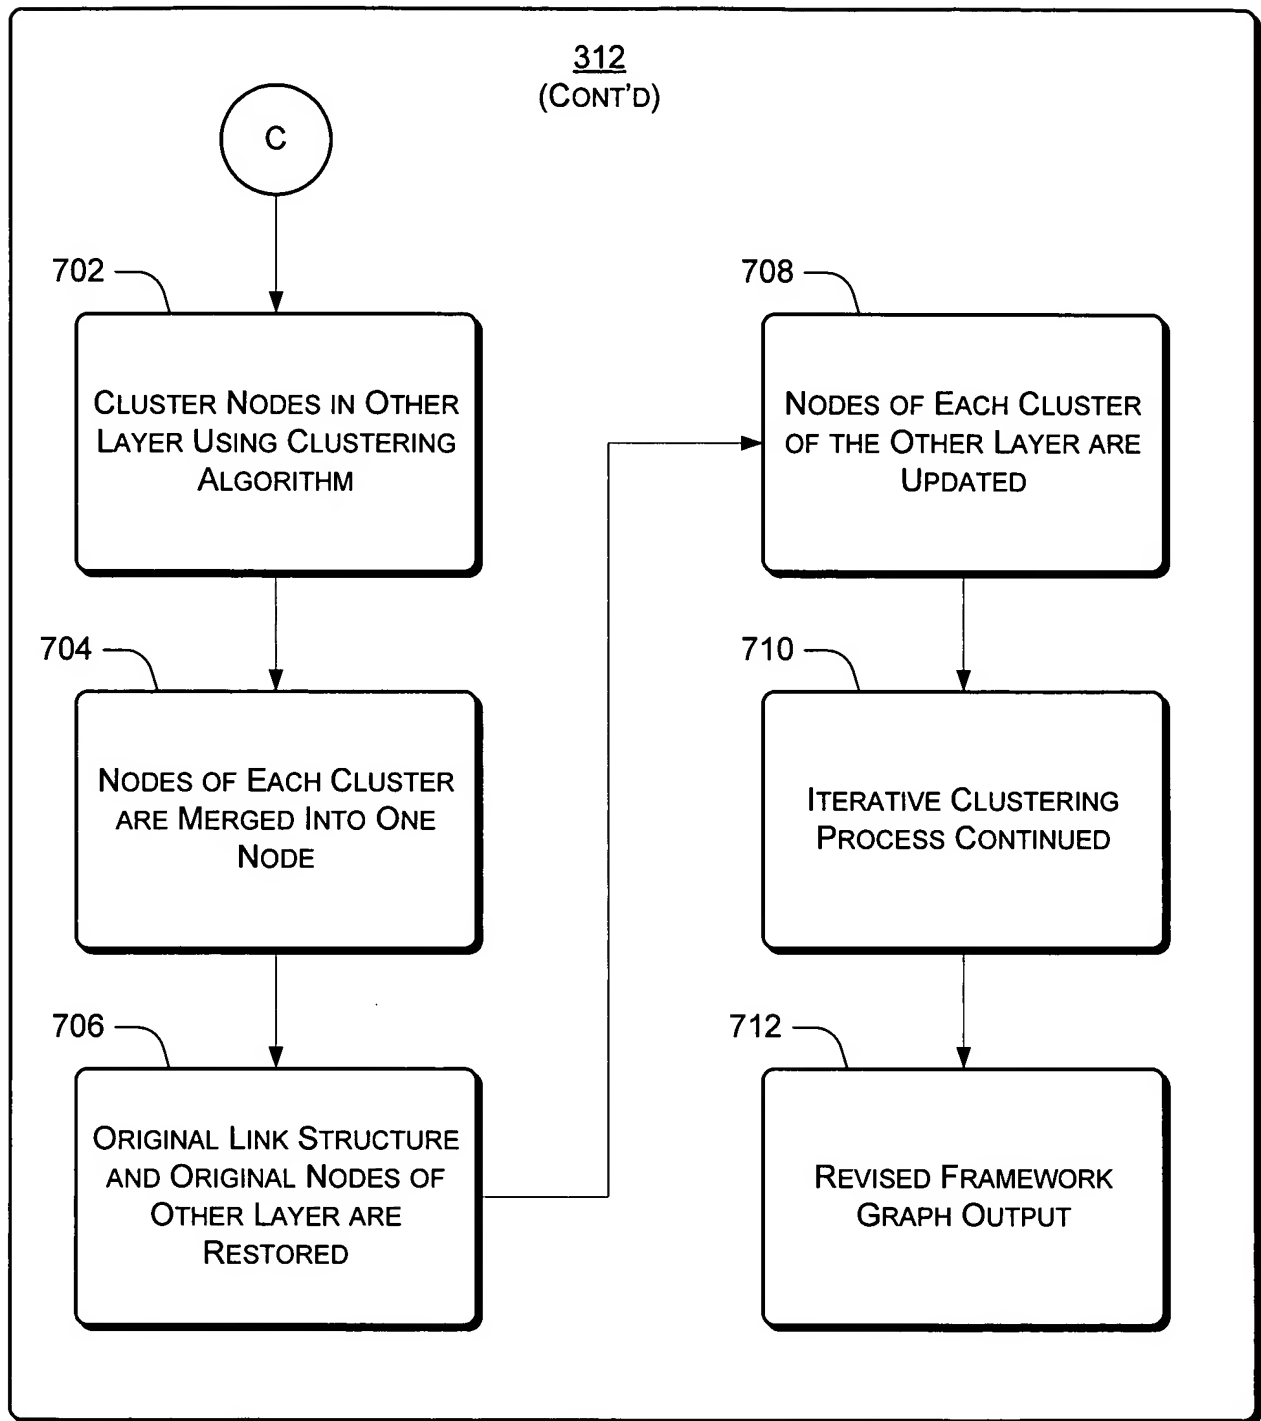 312
(CONT'D)
C
702
CLUSTER NODES IN OTHER
LAYER USING CLUSTERING
ALGORITHM
704
NODES OF EACH CLUSTER
ARE MERGED INTO ONE
NODE
706
ORIGINAL LINK STRUCTURE
AND ORIGINAL NODES OF
OTHER LAYER ARE
RESTORED
708
NODES OF EACH CLUSTER
OF THE OTHER LAYER ARE
UPDATED
710
ITERATIVE CLUSTERING
PROCESS CONTINUED
712
REVISED FRAMEWORK
GRAPH OUTPUT